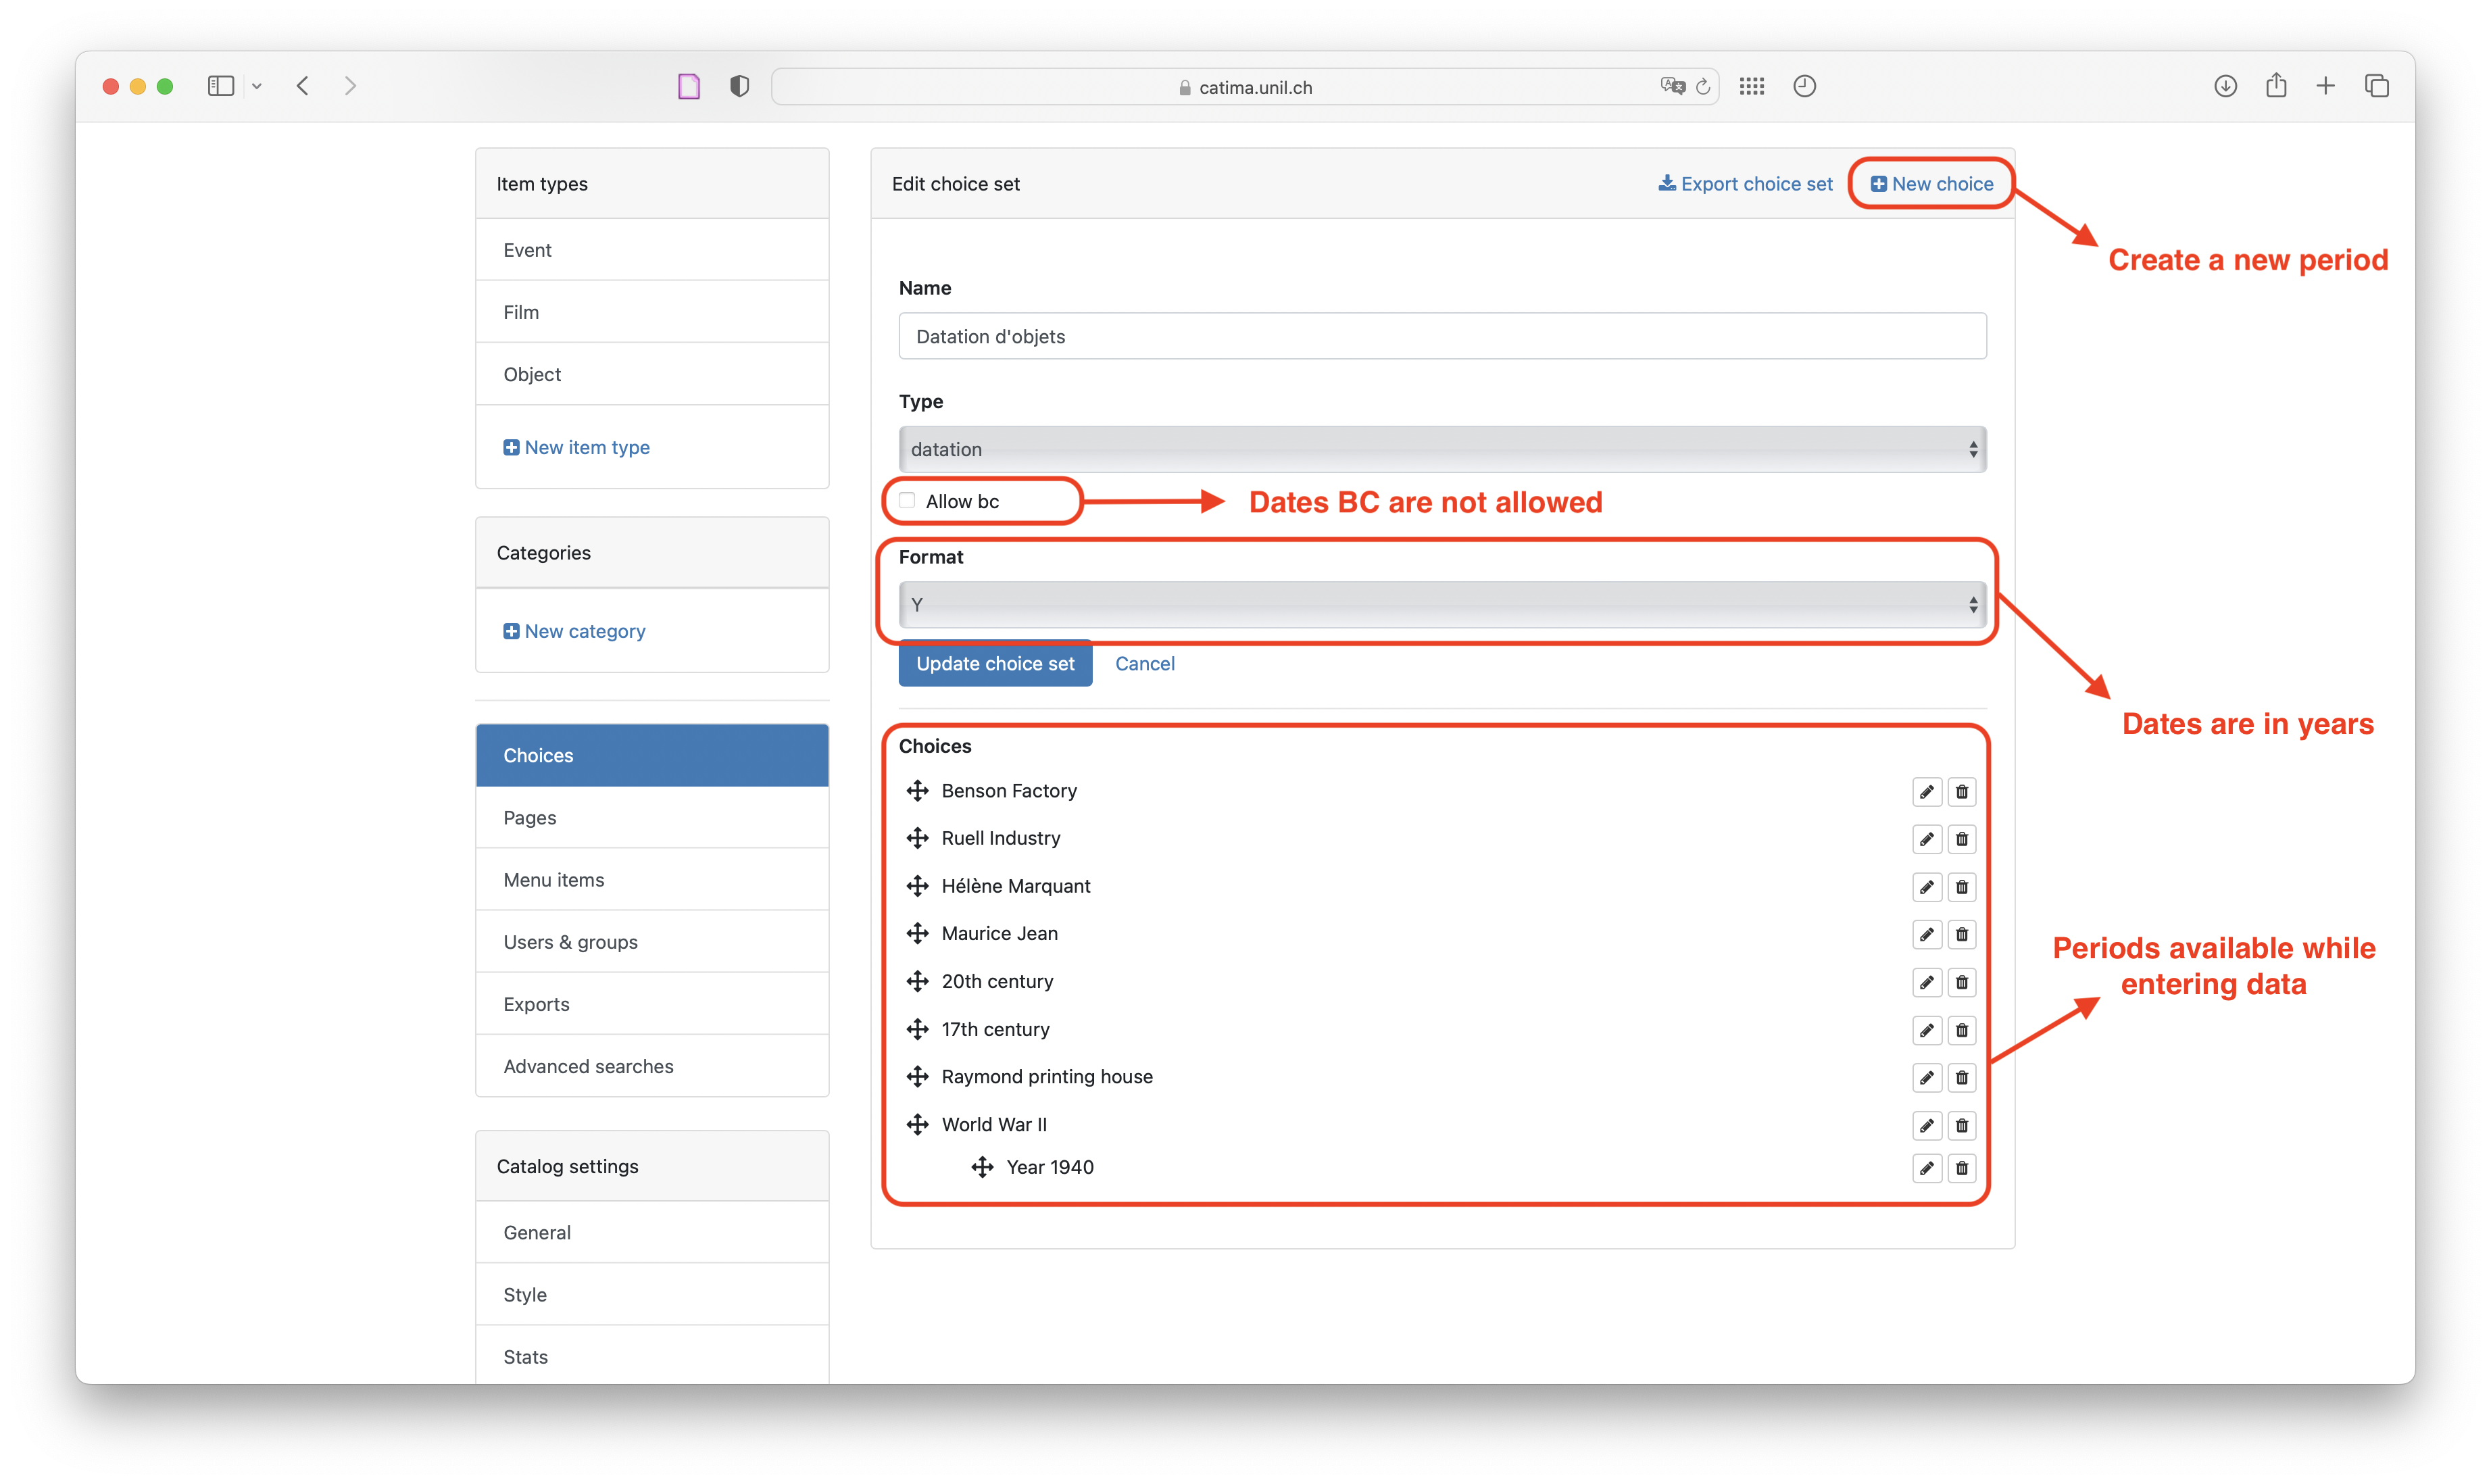 catima.unil.ch
Item types
Event
Film
Object
New item type
Categories
New category
Choices
Pages
Menu items
Users & groups
Exports
Advanced searches
Catalog settings
General
Style
Stats
Edit choice set
Export choice set
New choice
Create a new period
Name
Datation d'objets
Type
datation
Allow bc
Dates BC are not allowed
Format
Y
Dates are in years
Update choice set
Cancel
Choices
Benson Factory
Ruell Industry
Hélène Marquant
Maurice Jean
20th century
17th century
Raymond printing house
World War II
Year 1940
Periods available while
entering data